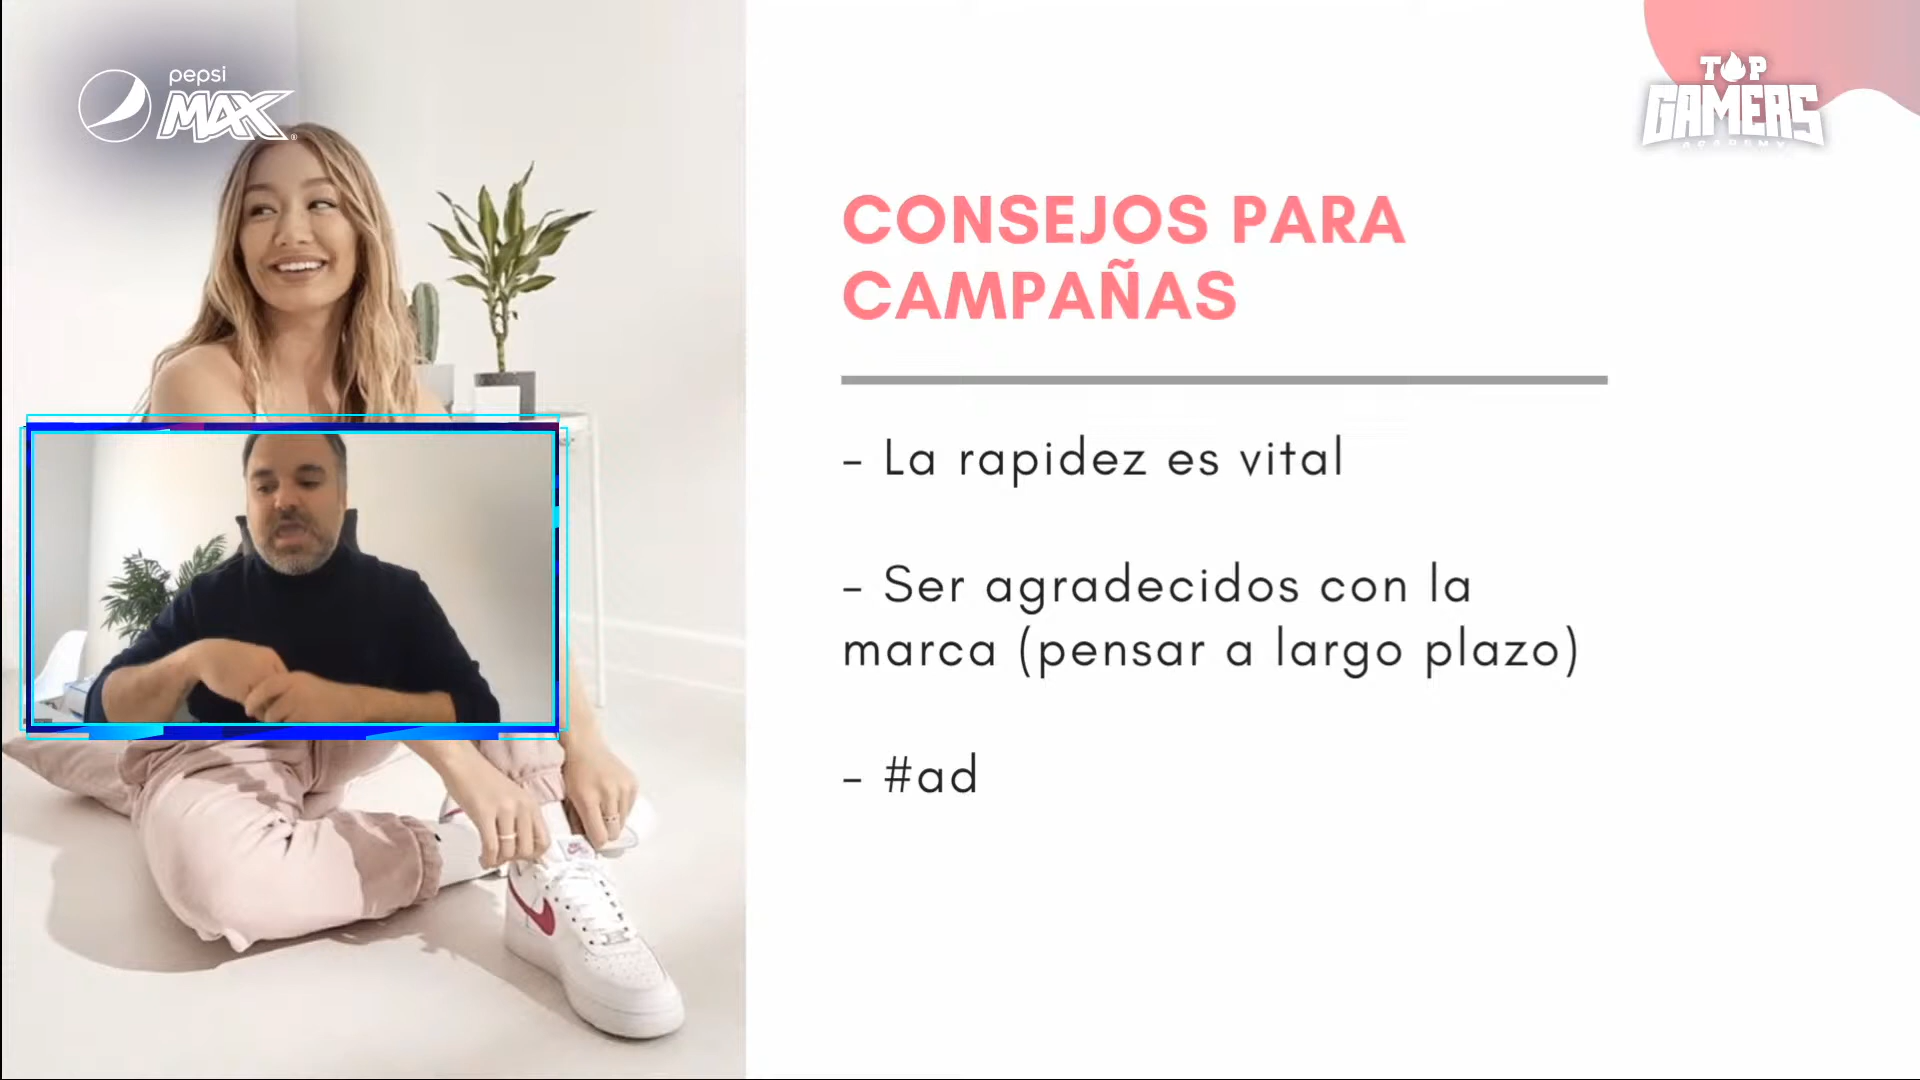 pepsi
MAX
TOP
GAMERS
ACADEMY
CONSEJOS PARA
CAMPAÑAS
- La rapidez es vital
- Ser agradecidos con la
marca (pensar a largo plazo)
- #ad